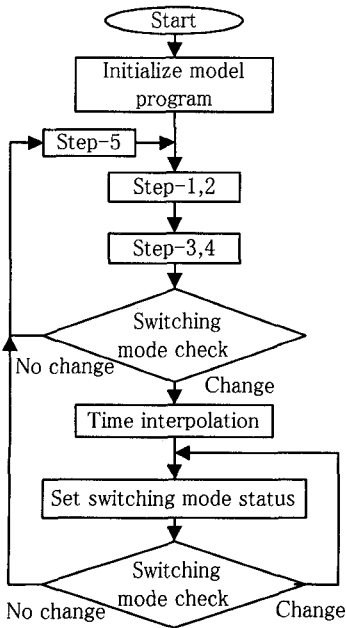 Start
Initialize model
program
Step-5
Step-1,2
Step-3,4
Switching
mode check
No change
Change
Time interpolation
Set switching mode status
Switching
mode check
No change
Change